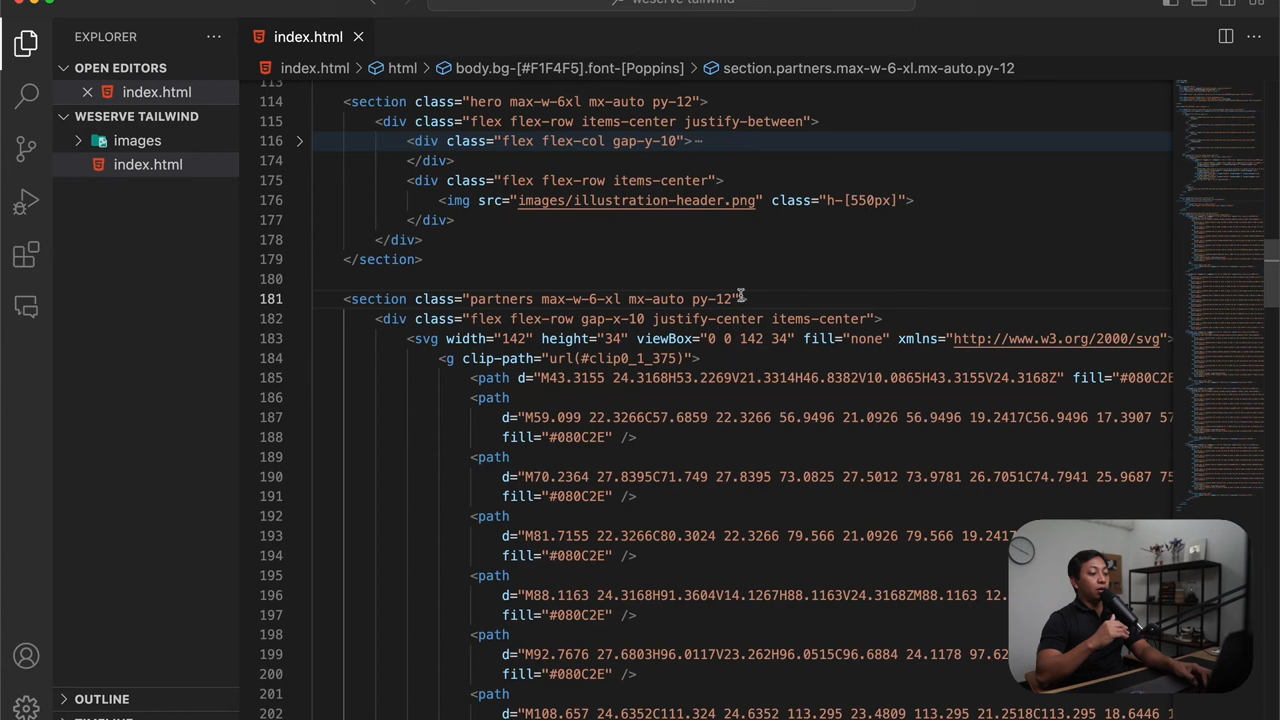 weserve tailwind
EXPLORER
OPEN EDITORS
index.html
WESERVE TAILWIND
images
index.html
OUTLINE
index.html
index.html > html > body.bg-[#F1F4F5].font-[Poppins] > section.partners.max-w-6-xl.mx-auto.py-12
113
114 <section class="hero max-w-6xl mx-auto py-12">
115 <div class="flex flex-row items-center justify-between">
116 <div class="flex flex-col gap-y-10"> ⋯
174 </div>
175 <div class="flex flex-row items-center">
176 <img src="images/illustration-header.png" class="h-[550px]">
177 </div>
178 </div>
179 </section>
180
181 <section class="partners max-w-6-xl mx-auto py-12"
182 <div class="flex flex-row gap-x-10 justify-center items-center">
183 <svg width="142" height="34" viewBox="0 0 142 34" fill="none" xmlns="http://www.w3.org/2000/svg">
184 <g clip-path="url(#clip0_1_375)">
185 <path d="M43.3155 24.3168H53.2269V21.3314H46.6382V10.0865H43.3155V24.3168Z" fill="#080C2E
186 <path
187 d="M59.099 22.3266C57.6859 22.3266 56.9496 21.0926 56.9496 19.2417C56.9496 17.3907 57
188 fill="#080C2E" />
189 <path
190 27.8395C71.749 27.8395 73.0825 27.5012 73.9781 26.7051C74.7941 25.9687 75
191 fill="#080C2E" />
192 <path
193 d="M81.7155 22.3266C80.3024 22.3266 79.566 21.0926 79.566 19.2417
194 fill="#080C2E" />
195 <path
196 d="M88.1163 24.3168H91.3604V14.1267H88.1163V24.3168ZM88.1163 12.
197 fill="#080C2E" />
198 <path
199 d="M92.7676 27.6803H96.0117V23.262H96.0515C96.6884 24.1178 97.62
200 fill="#080C2E" />
201 <path
202 d="M108.657 24.6352C111.324 24.6352 113.295 23.4809 113.295 21.2518C113.295 18.6446 1